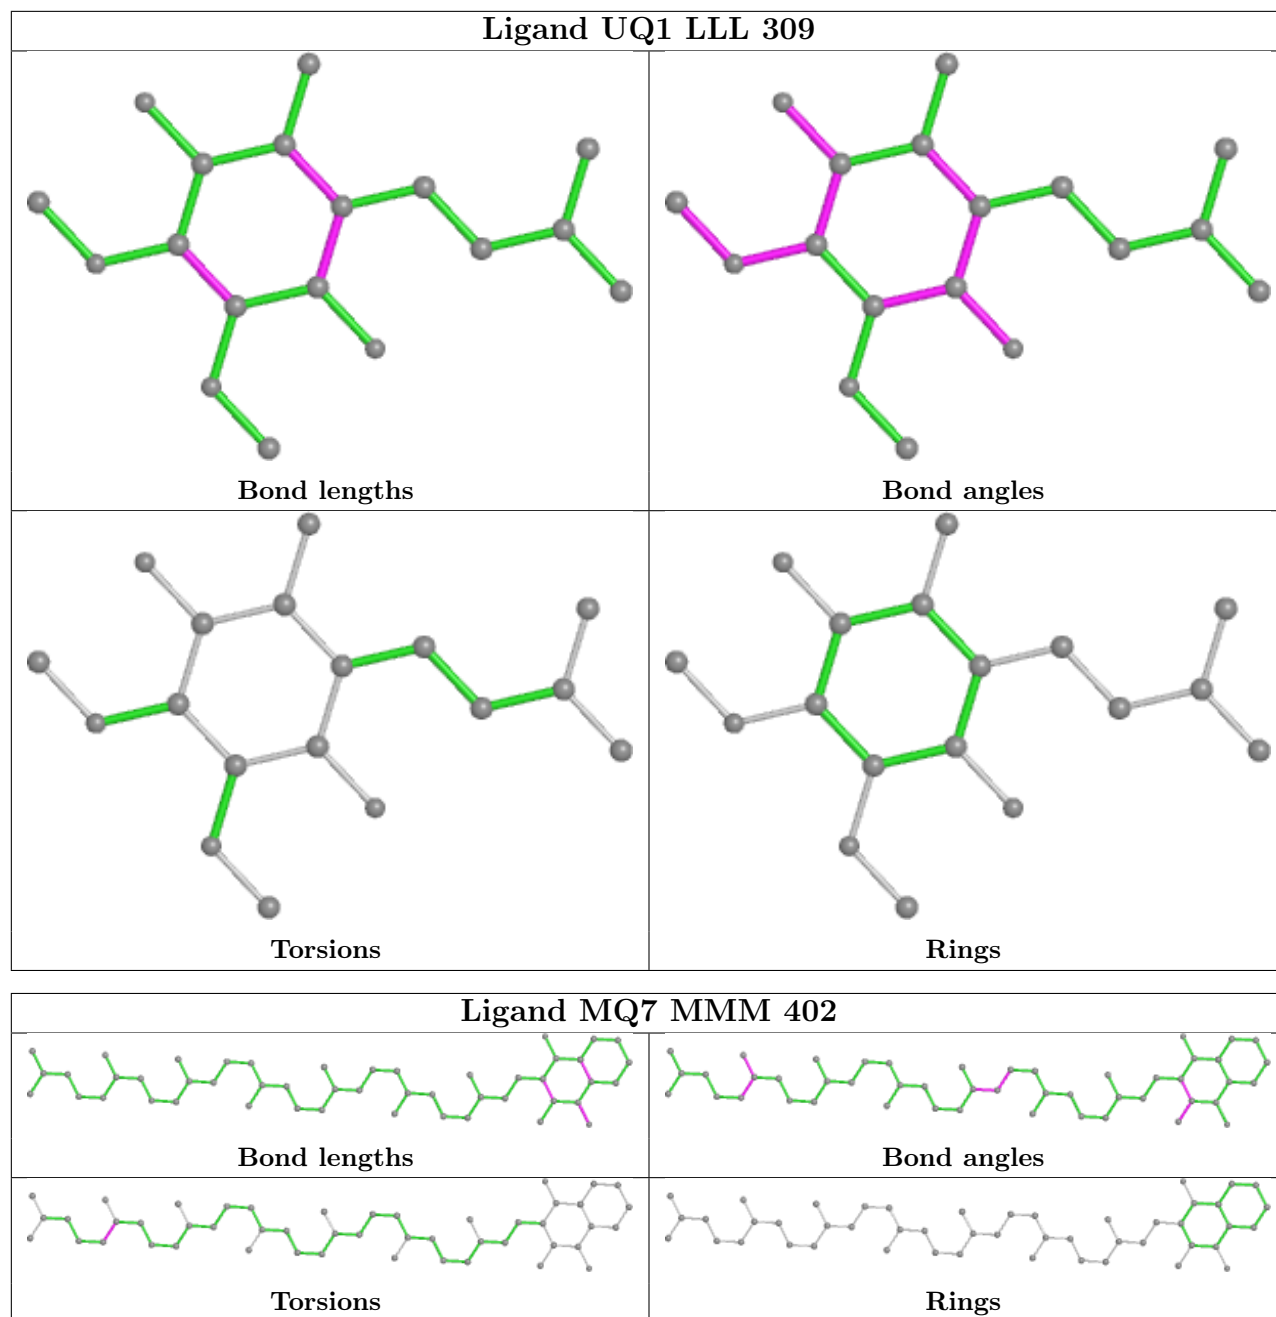 Ligand UQ1 LLL 309
Bond lengths
Bond angles
Torsions
Rings
Ligand MQ7 MMM 402
Bond lengths
Bond angles
Torsions
Rings